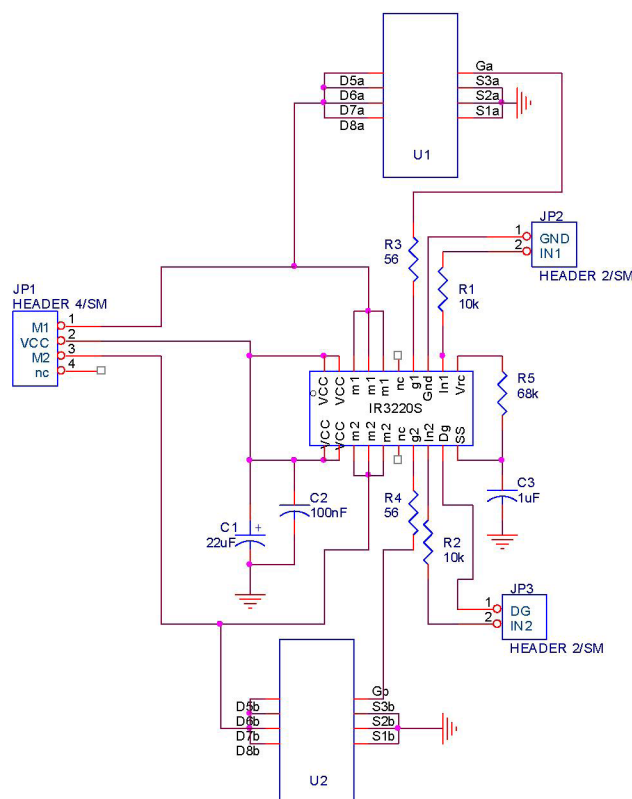 Ga
D5a S3a
D6a S2a
D7a S1a
D8a
U1
JP2
1 GND
2 IN1
HEADER 2/SM
R3
56
R1
10k
JP1
HEADER 4/SM
M1 1
VCC 2
M2 3
nc 4
VCC VCC m1 m1 m1 nc g1 Gnd In1 Vrc
IR3220S
VCC VCC m2 m2 m2 nc g2 In2 Dg SS
R5
68k
C2
100nF
R4
56
C3
1uF
C1 +
22uF
R2
10k
JP3
1 DG
2 IN2
HEADER 2/SM
Gb
D5b S3b
D6b S2b
D7b S1b
D8b
U2